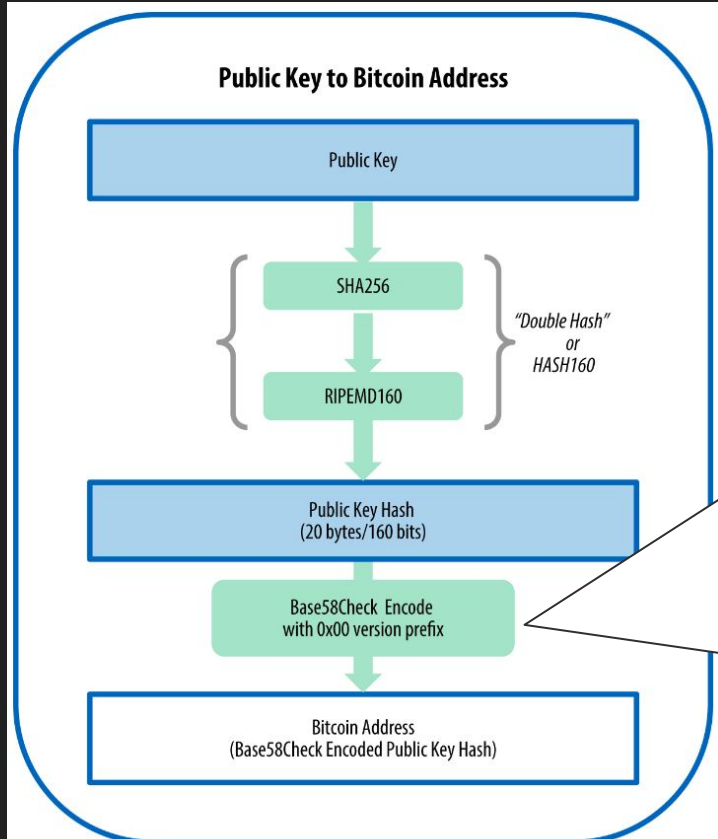 Public Key to Bitcoin Address
Public Key
SHA256
"Double Hash"
or
HASH160
RIPEMD160
Public Key Hash
(20 bytes/160 bits)
Base58Check Encode
with 0x00 version prefix
Bitcoin Address
(Base58Check Encoded Public Key Hash)